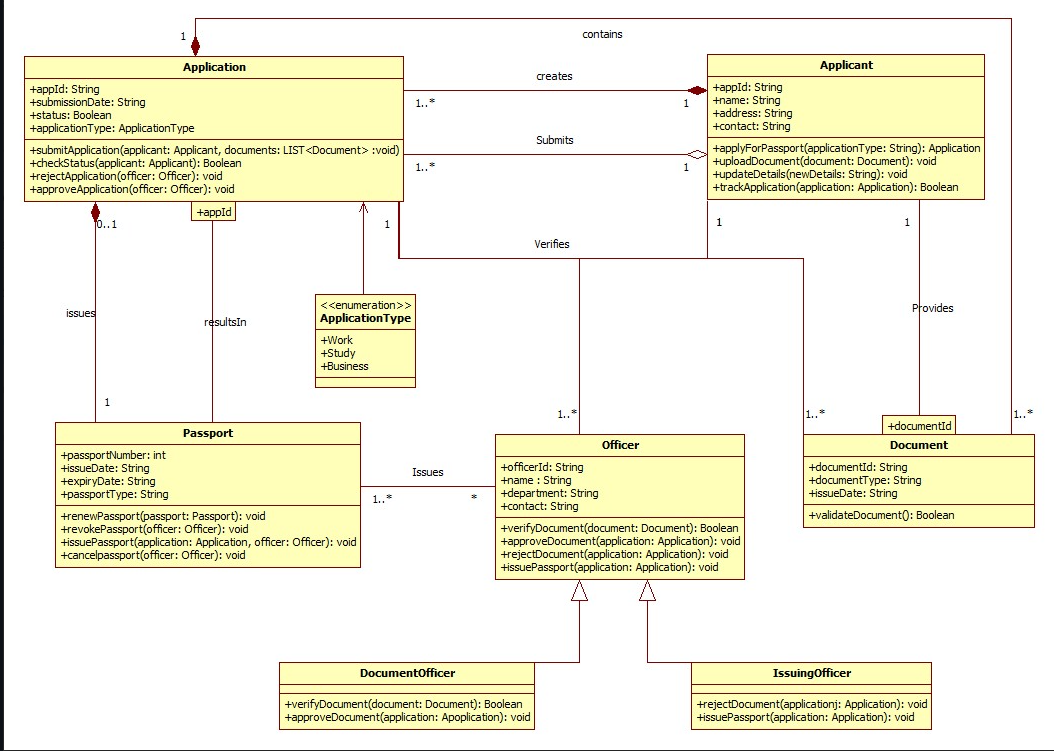 1
contains
Application
+appId: String
+submissionDate: String
+status: Boolean
+applicationType: ApplicationType
+submitApplication(applicant: Applicant, documents: LIST<Document> :void)
+checkStatus(applicant: Applicant): Boolean
+rejectApplication(officer: Officer): void
+approveApplication(officer: Officer): void
creates
1..*
1
Submits
1..*
1
Applicant
+appId: String
+name: String
+address: String
+contact: String
+applyForPassport(applicationType: String): Application
+uploadDocument(document: Document): void
+updateDetails(newDetails: String): void
+trackApplication(application: Application): Boolean
0..1
+appId
1
Verifies
1
1
issues
resultsIn
<<enumeration>>
ApplicationType
+Work
+Study
+Business
Provides
1
1..*
1..*
1..*
+documentId
Passport
+passportNumber: int
+issueDate: String
+expiryDate: String
+passportType: String
+renewPassport(passport: Passport): void
+revokePassport(officer: Officer): void
+issuePassport(application: Application, officer: Officer): void
+cancelpassport(officer: Officer): void
Issues
1..*
*
Officer
+officerId: String
+name : String
+department: String
+contact: String
+verifyDocument(document: Document): Boolean
+approveDocument(application: Application): void
+rejectDocument(application: Application): void
+issuePassport(application: Application): void
Document
+documentId: String
+documentType: String
+issueDate: String
+validateDocument(): Boolean
DocumentOfficer
+verifyDocument(document: Document): Boolean
+approveDocument(application: Apoplication): void
IssuingOfficer
+rejectDocument(applicationj: Application): void
+issuePassport(application: Application): void